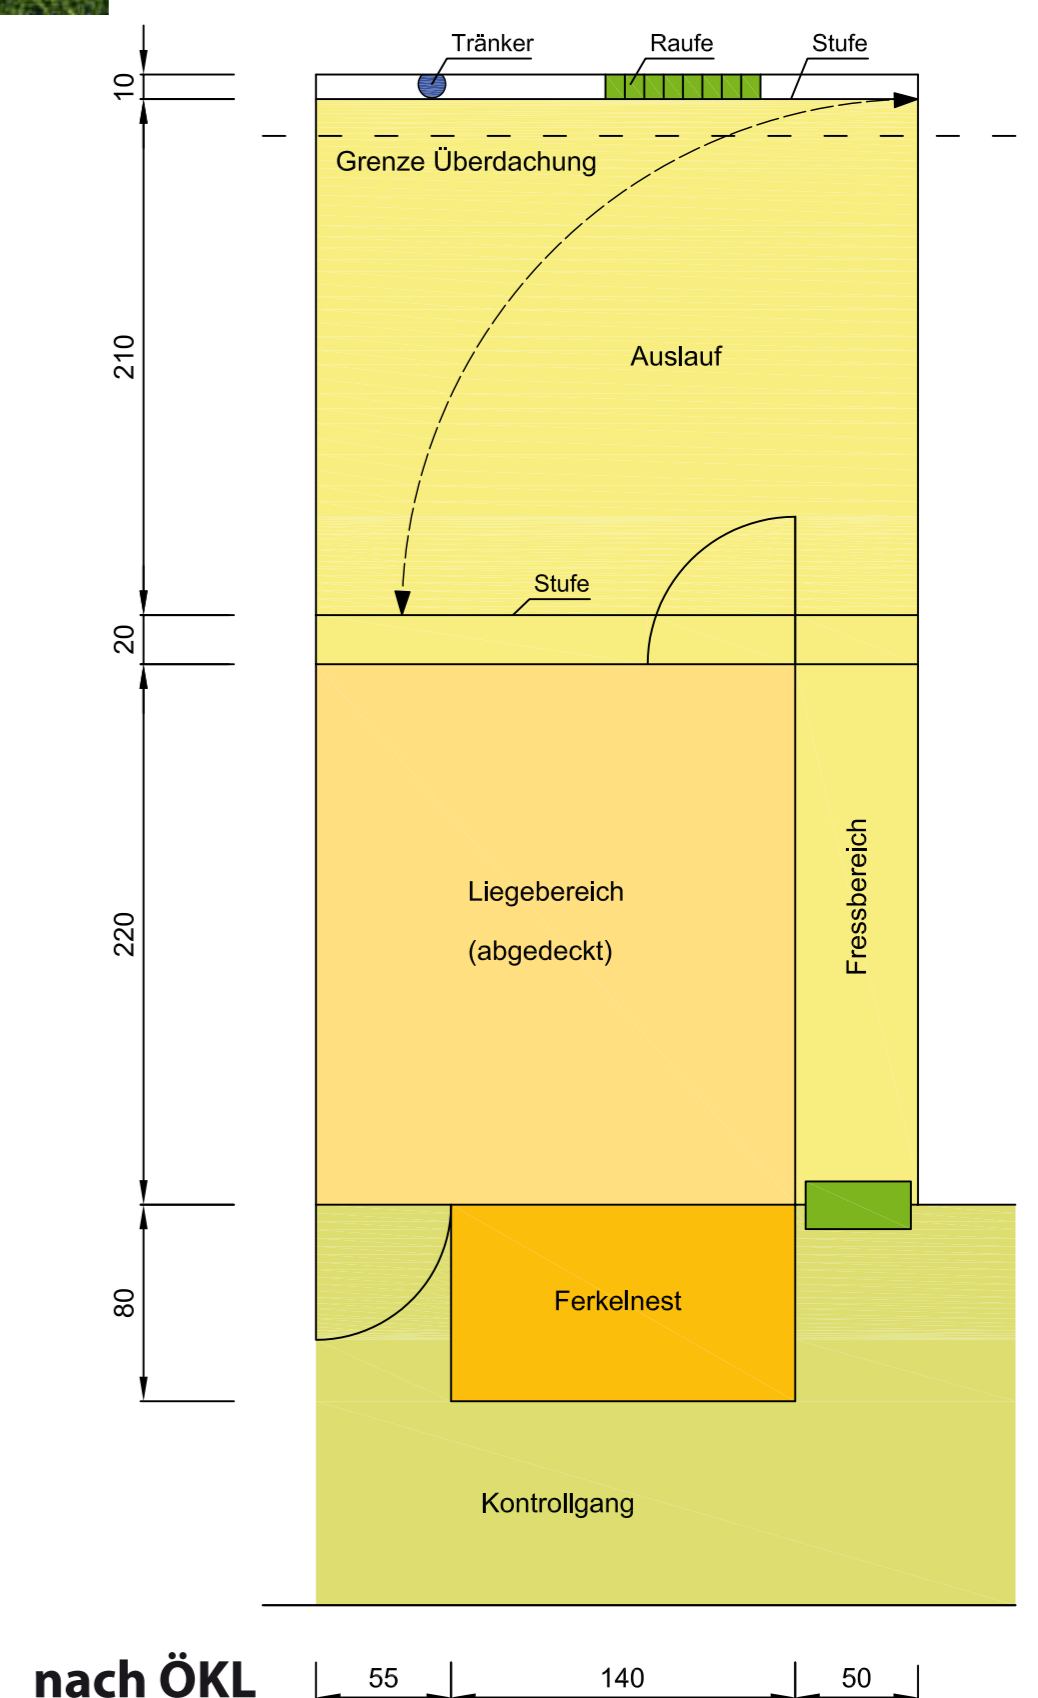 Tränker
Raufe
Stufe
10
Grenze Überdachung
210
Auslauf
Stufe
20
220
Liegebereich
(abgedeckt)
Fressbereich
80
Ferkelnest
Kontrollgang
nach ÖKL
55
140
50